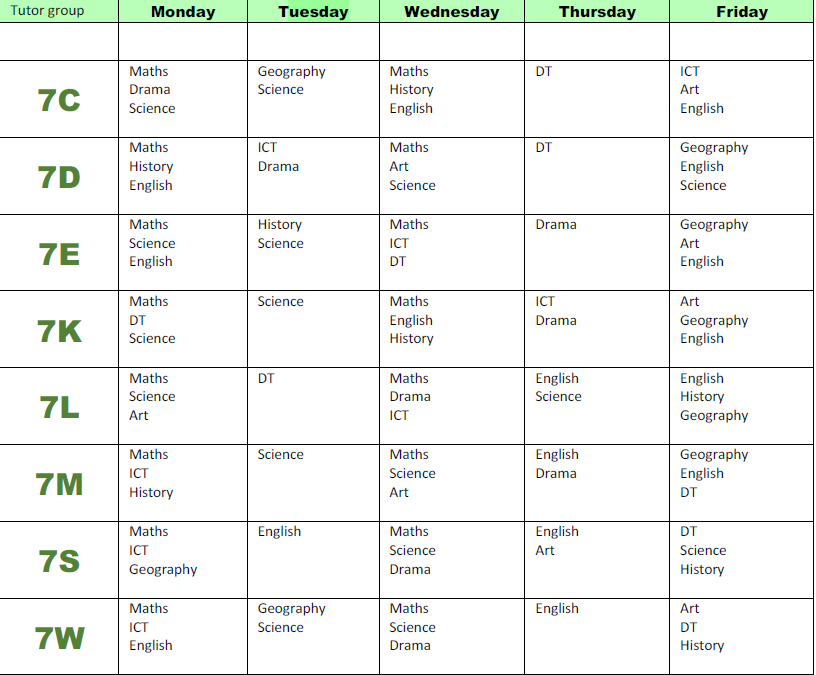 Tutor group Monday Tuesday Wednesday Thursday Friday
7C
Maths
Drama
Science
Geography
Science
Maths
History
English
DT
ICT
Art
English
7D
Maths
History
English
ICT
Drama
Maths
Art
Science
DT
Geography
English
Science
7E
Maths
Science
English
History
Science
Maths
ICT
DT
Drama
Geography
Art
English
7K
Maths
DT
Science
Science
Maths
English
History
ICT
Drama
Art
Geography
English
7L
Maths
Science
Art
DT
Maths
Drama
ICT
English
Science
English
History
Geography
7M
Maths
ICT
History
Science
Maths
Science
Art
English
Drama
Geography
English
DT
7S
Maths
ICT
Geography
English
Maths
Science
Drama
English
Art
DT
Science
History
7W
Maths
ICT
English
Geography
Science
Maths
Science
Drama
English
Art
DT
History